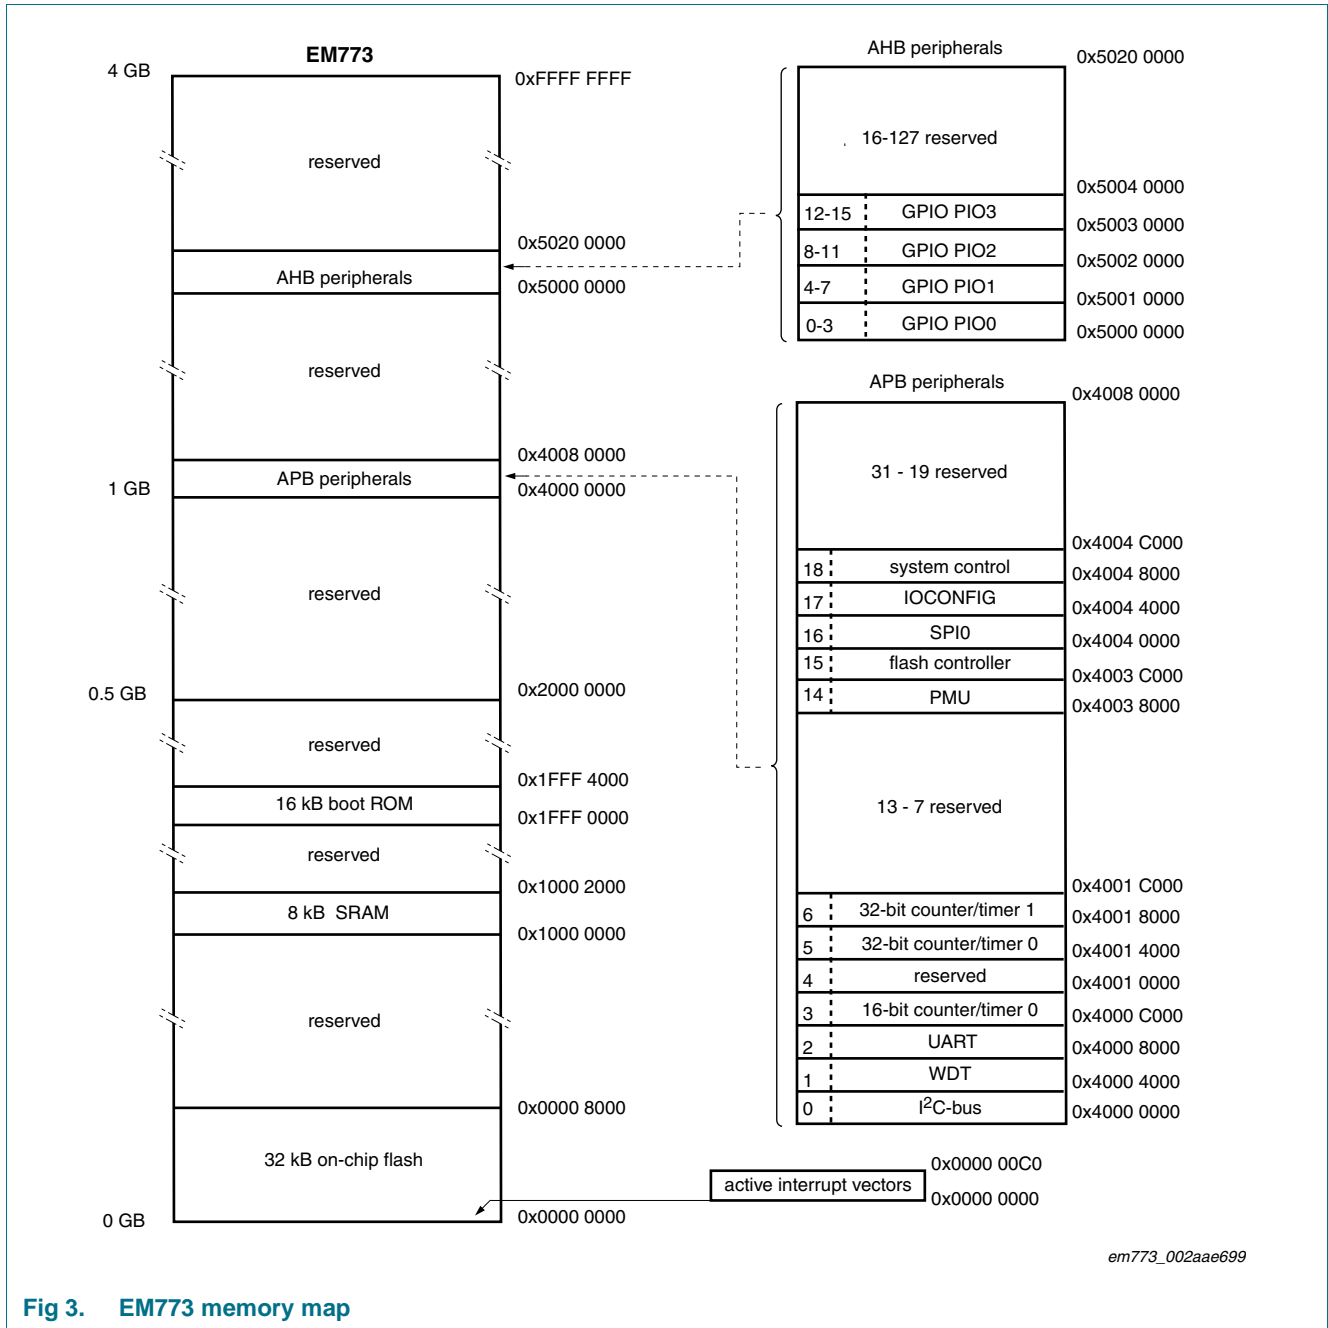 EM773
4 GB
0xFFFF FFFF
reserved
0x5020 0000
AHB peripherals
0x5000 0000
reserved
0x4008 0000
APB peripherals
1 GB
0x4000 0000
reserved
0.5 GB
0x2000 0000
reserved
0x1FFF 4000
16 kB boot ROM
0x1FFF 0000
reserved
0x1000 2000
8 kB SRAM
0x1000 0000
reserved
0x0000 8000
32 kB on-chip flash
0 GB
0x0000 0000
AHB peripherals
0x5020 0000
16-127 reserved
0x5004 0000
12-15 GPIO PIO3
0x5003 0000
8-11 GPIO PIO2
0x5002 0000
4-7 GPIO PIO1
0x5001 0000
0-3 GPIO PIO0
0x5000 0000
APB peripherals
0x4008 0000
31 - 19 reserved
0x4004 C000
18 system control
0x4004 8000
17 IOCONFIG
0x4004 4000
16 SPI0
0x4004 0000
15 flash controller
0x4003 C000
14 PMU
0x4003 8000
13 - 7 reserved
0x4001 C000
6 32-bit counter/timer 1
0x4001 8000
5 32-bit counter/timer 0
0x4001 4000
4 reserved
0x4001 0000
3 16-bit counter/timer 0
0x4000 C000
2 UART
0x4000 8000
1 WDT
0x4000 4000
0 I²C-bus
0x4000 0000
0x0000 00C0
active interrupt vectors
0x0000 0000
em773_002aae699
Fig 3. EM773 memory map